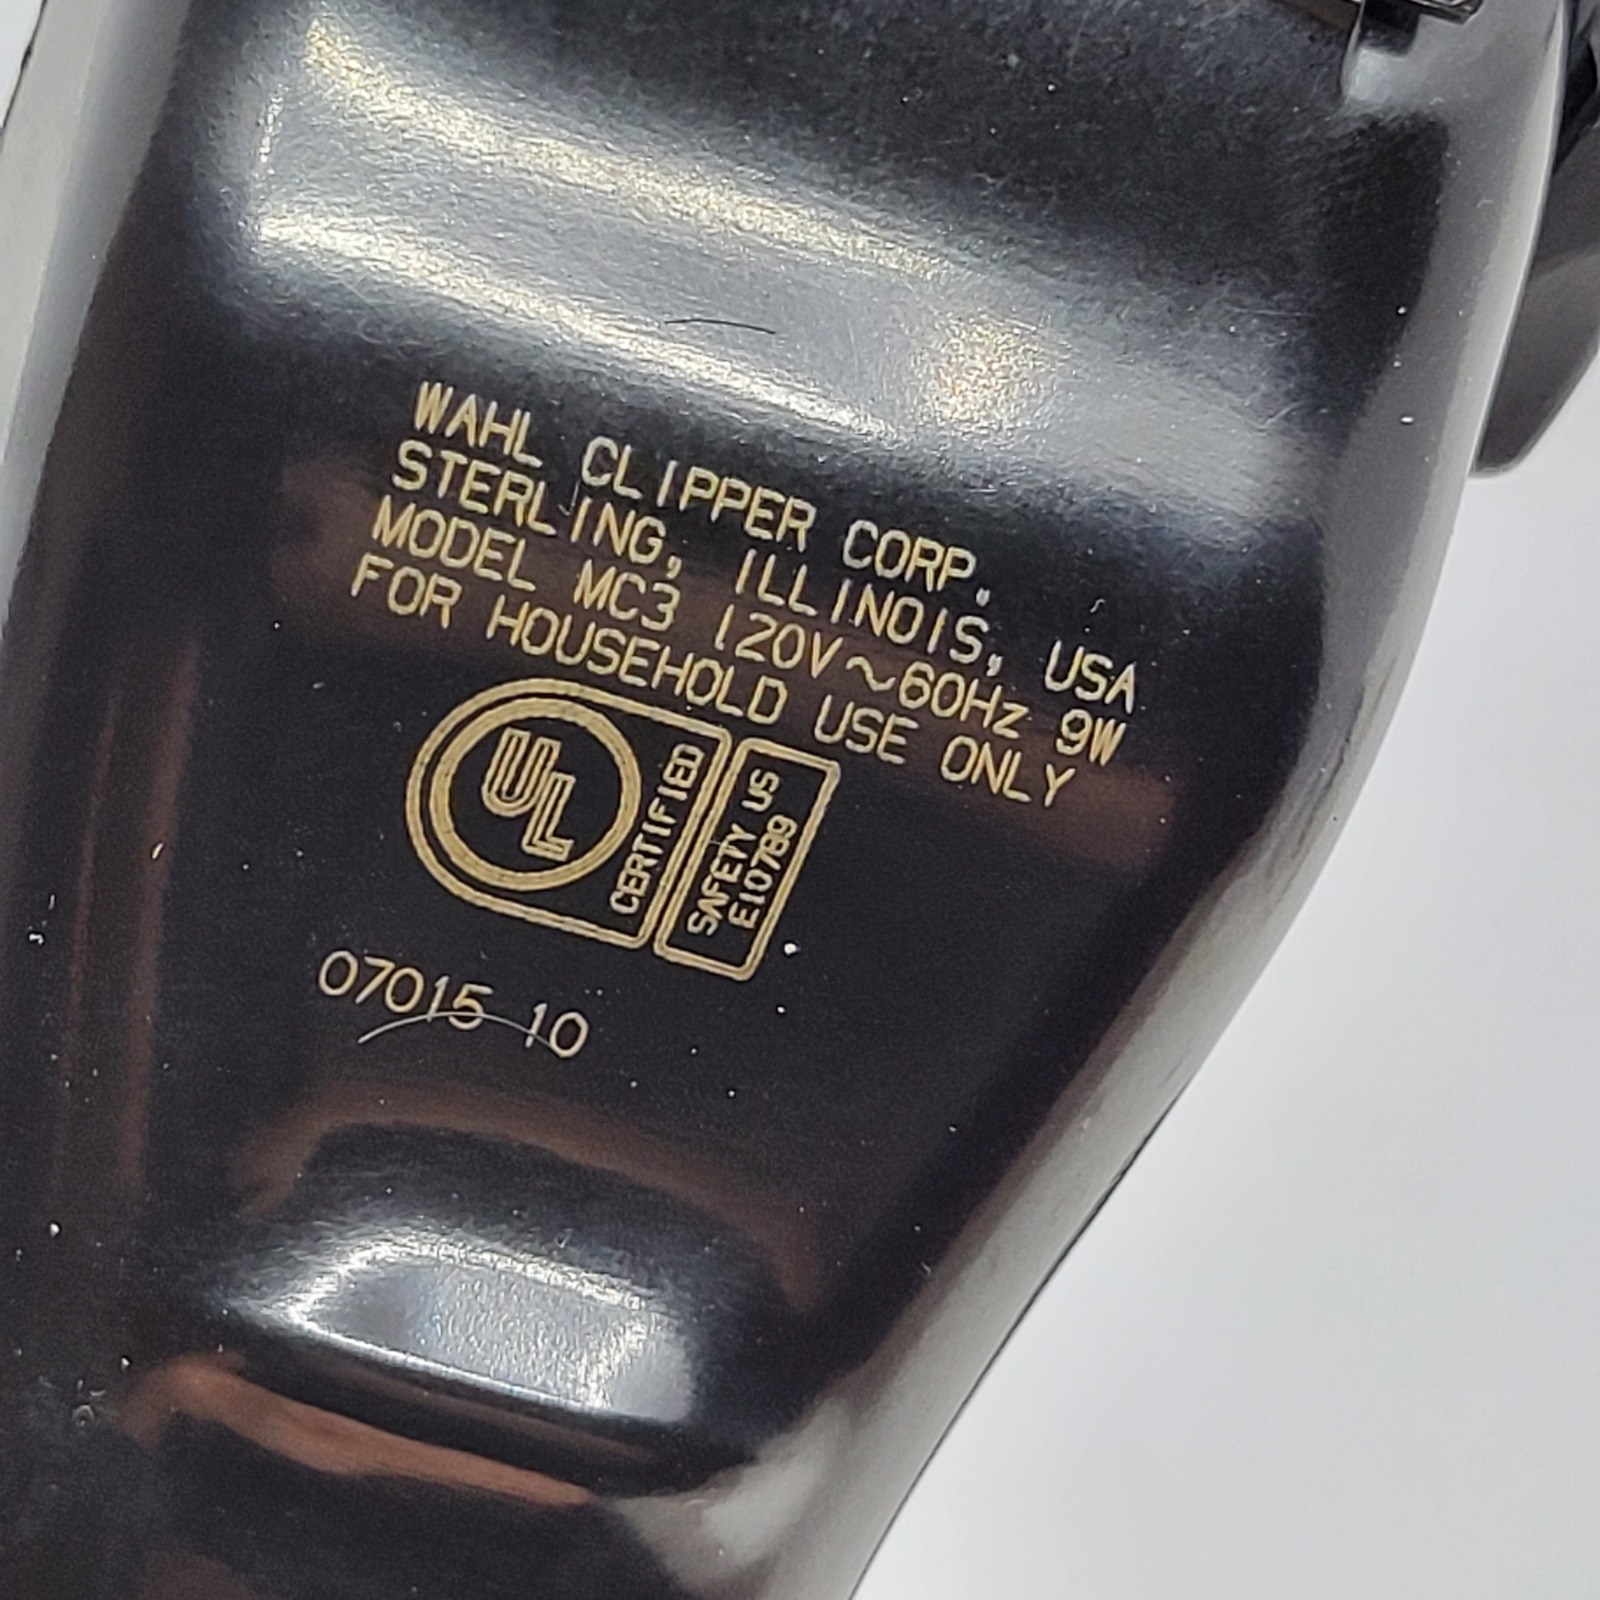 WAHL CLIPPER CORP.
STERLING, ILLINOIS, USA
MODEL MC3 120V~60Hz 9W
FOR HOUSEHOLD USE ONLY
UL
CERTIFIED
SAFETY US
E10789
07015 10